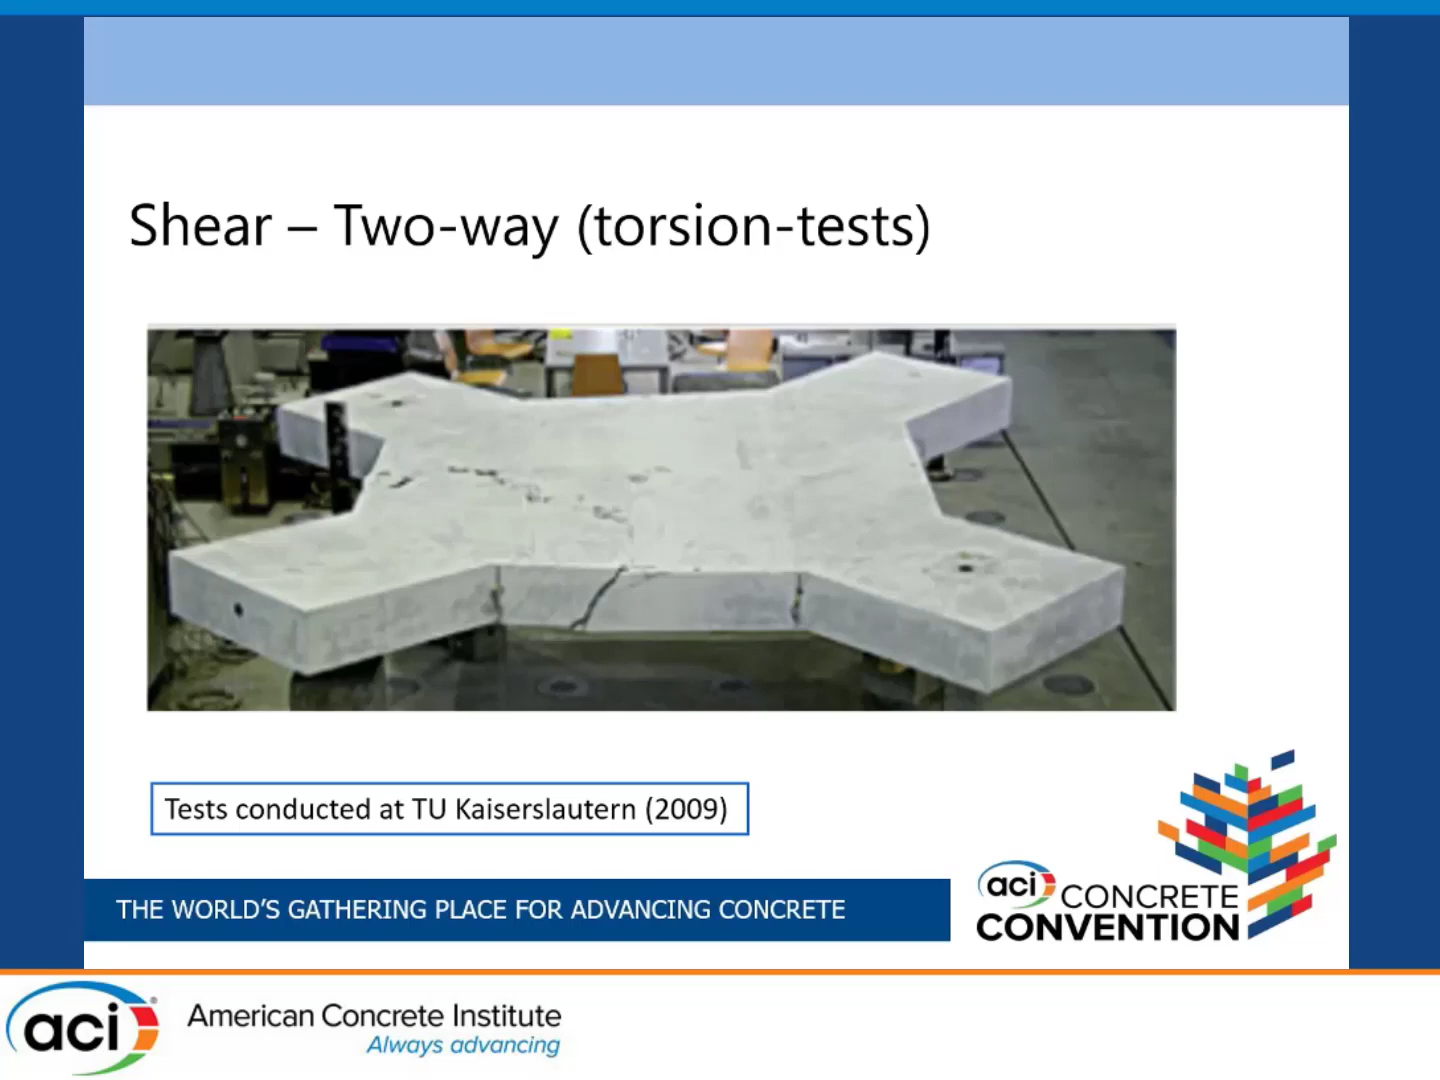 Shear – Two-way (torsion-tests)
Tests conducted at TU Kaiserslautern (2009)
THE WORLD'S GATHERING PLACE FOR ADVANCING CONCRETE
aci CONCRETE
CONVENTION
aci®
American Concrete Institute
Always advancing